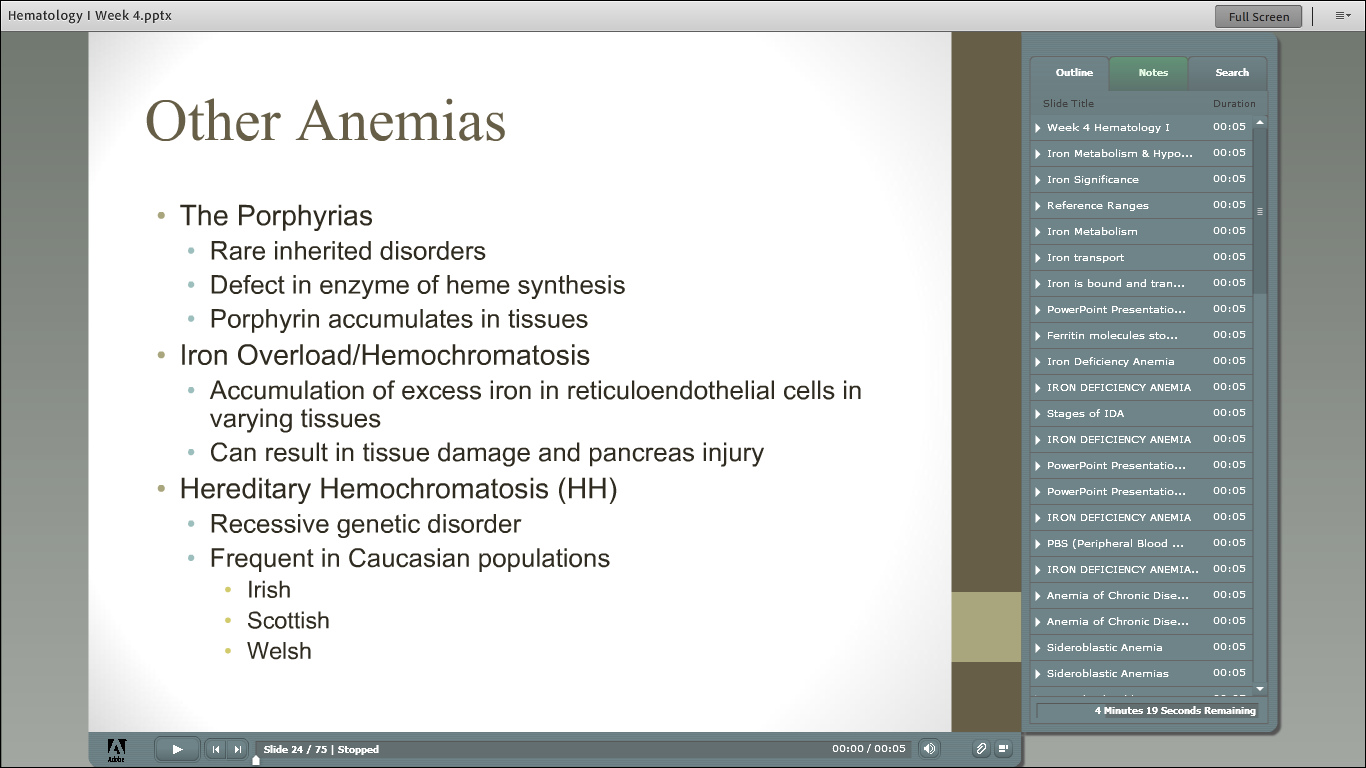 Hematology I Week 4.pptx
Full Screen
Other Anemias
• The Porphyrias
• Rare inherited disorders
• Defect in enzyme of heme synthesis
• Porphyrin accumulates in tissues
• Iron Overload/Hemochromatosis
• Accumulation of excess iron in reticuloendothelial cells in
varying tissues
• Can result in tissue damage and pancreas injury
• Hereditary Hemochromatosis (HH)
• Recessive genetic disorder
• Frequent in Caucasian populations
• Irish
• Scottish
• Welsh
Outline Notes Search
Slide Title Duration
Week 4 Hematology I 00:05
Iron Metabolism & Hypo... 00:05
Iron Significance 00:05
Reference Ranges 00:05
Iron Metabolism 00:05
Iron transport 00:05
Iron is bound and tran... 00:05
PowerPoint Presentatio... 00:05
Ferritin molecules sto... 00:05
Iron Deficiency Anemia 00:05
IRON DEFICIENCY ANEMIA 00:05
Stages of IDA 00:05
IRON DEFICIENCY ANEMIA 00:05
PowerPoint Presentatio... 00:05
PowerPoint Presentatio... 00:05
IRON DEFICIENCY ANEMIA 00:05
PBS (Peripheral Blood ... 00:05
IRON DEFICIENCY ANEMIA.. 00:05
Anemia of Chronic Dise... 00:05
Anemia of Chronic Dise... 00:05
Sideroblastic Anemia 00:05
Sideroblastic Anemias 00:05
4 Minutes 19 Seconds Remaining
Adobe
Slide 24 / 75 | Stopped
00:00 / 00:05